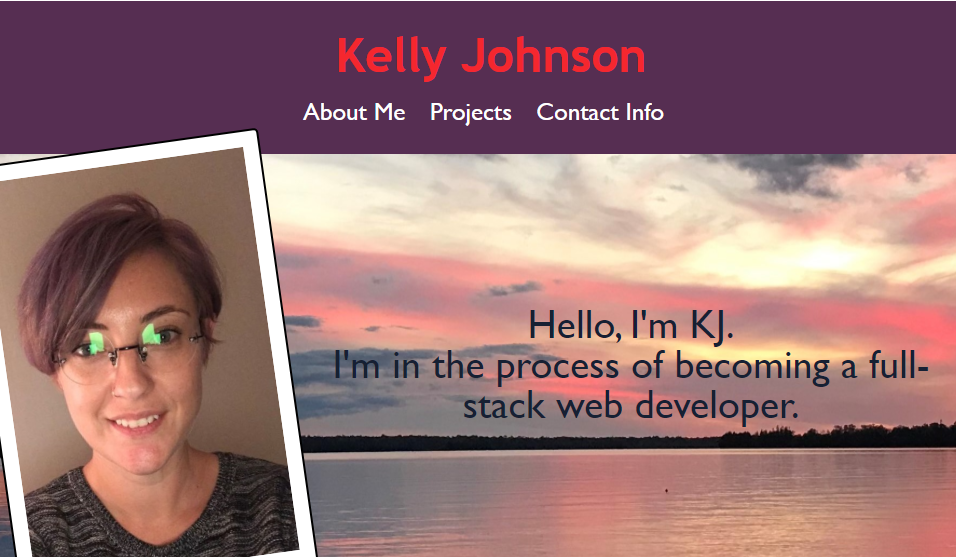 Kelly Johnson
About Me Projects Contact Info
Hello, I'm KJ.
I'm in the process of becoming a full-
stack web developer.